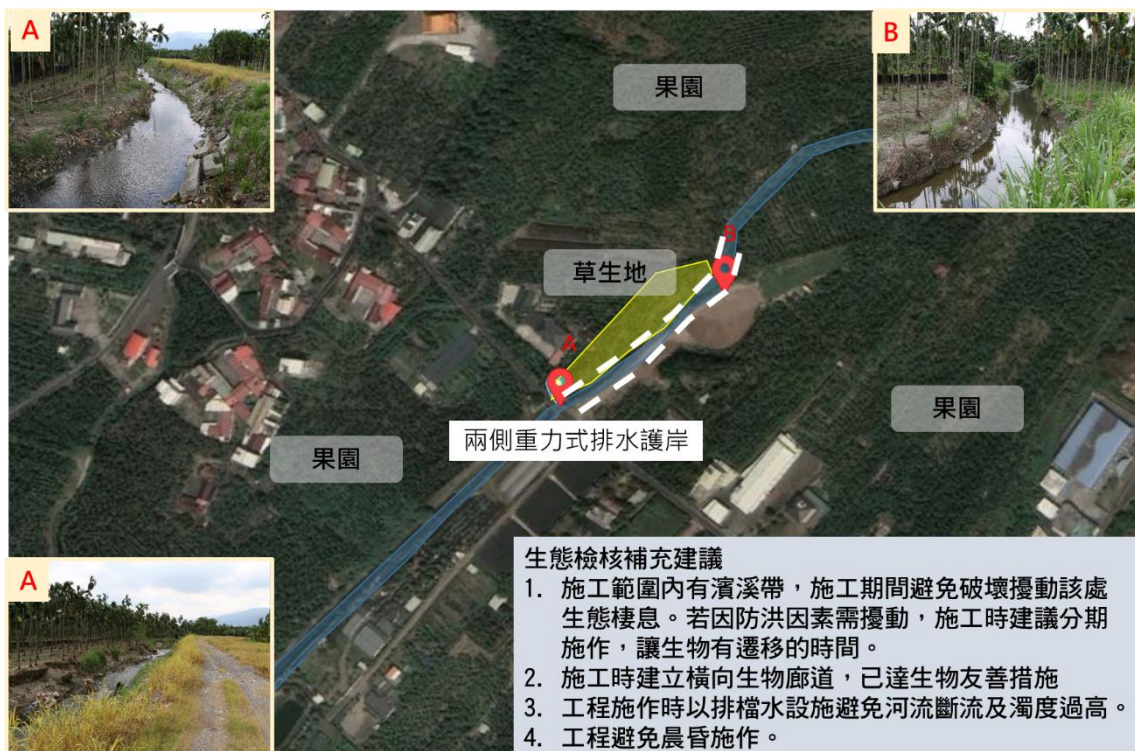 A
B
果園
草生地
B
A
果園
兩側重力式排水護岸
果園
A
生態檢核補充建議
1. 施工範圍內有濱溪帶，施工期間避免破壞擾動該處
生態棲息。若因防洪因素需擾動，施工時建議分期
施作，讓生物有遷移的時間。
2. 施工時建立橫向生物廊道，已達生物友善措施
3. 工程施作時以排檔水設施避免河流斷流及濁度過高。
4. 工程避免晨昏施作。